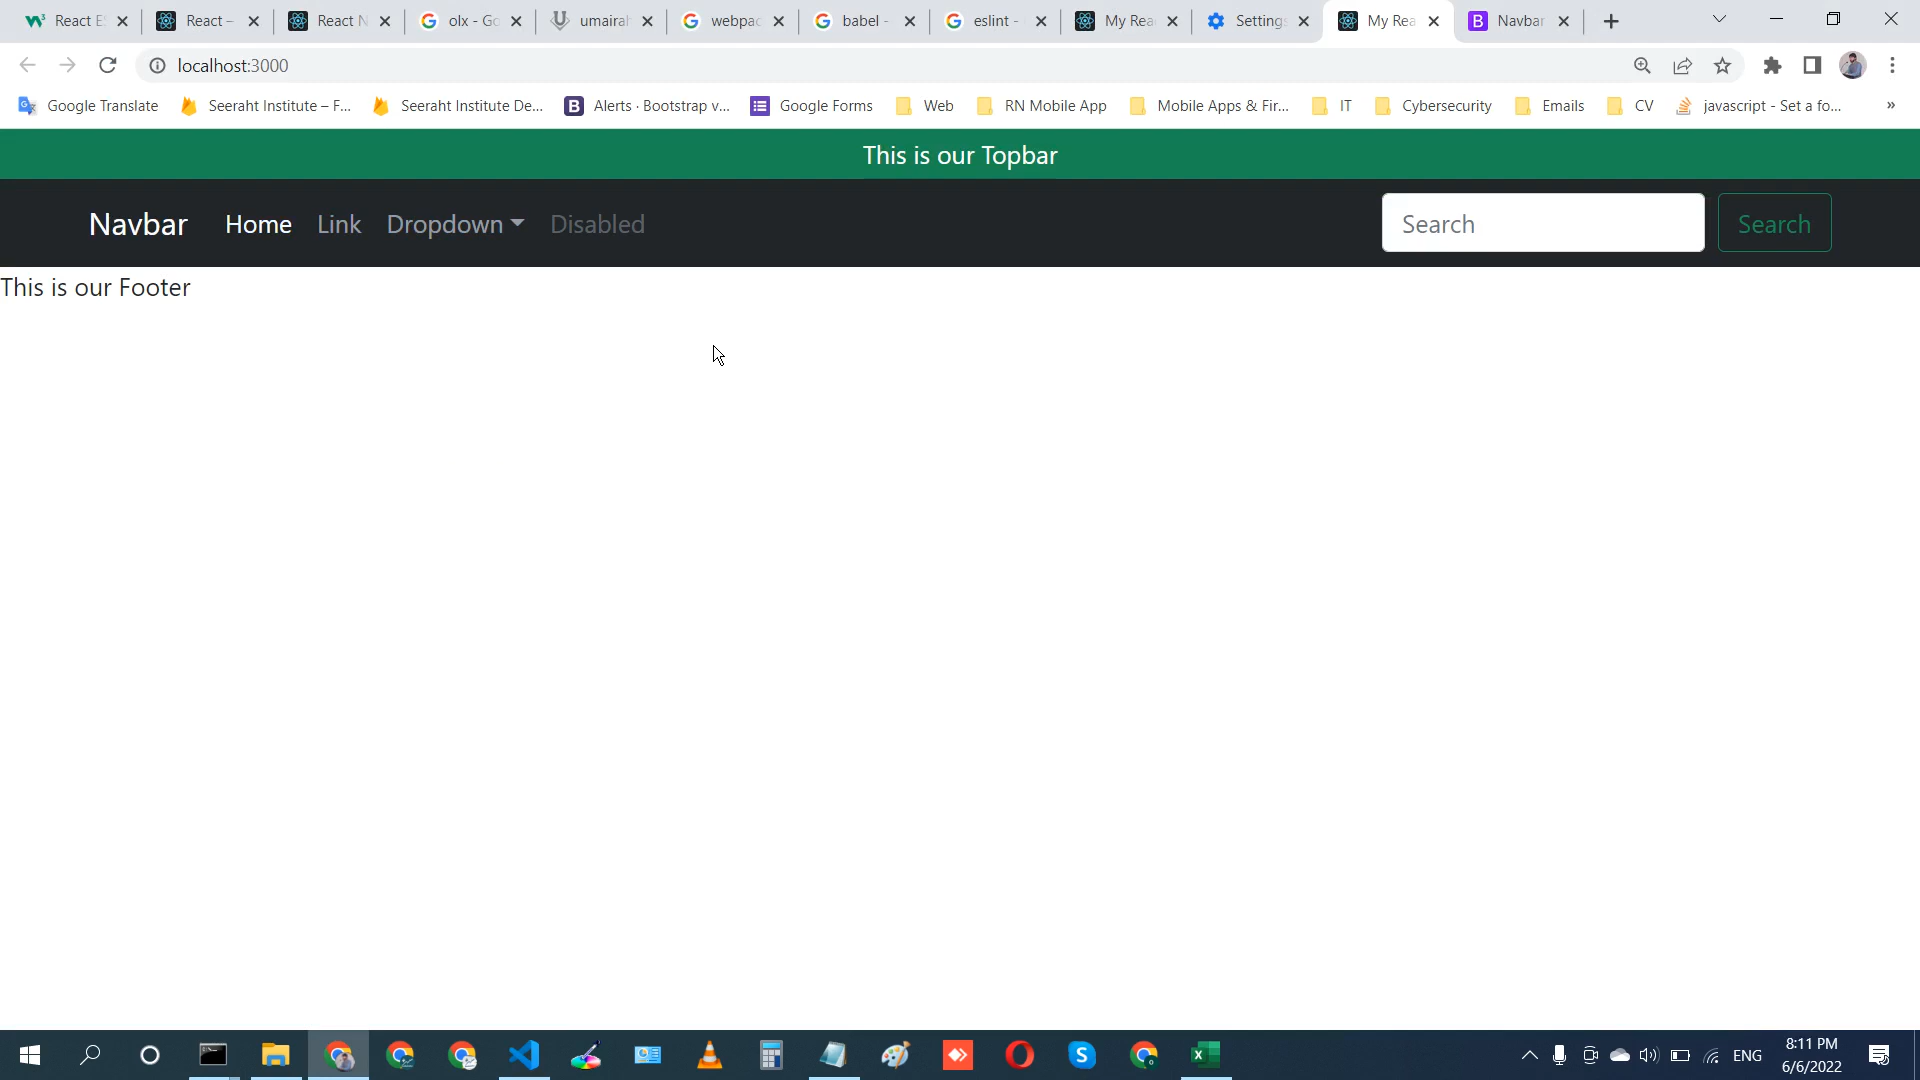 React E
React –
React N
olx - Go
umairah
webpac
babel -
eslint -
My Rea
Settings
My Rea
Navbar
localhost:3000
Google Translate
Seeraht Institute – F...
Seeraht Institute De...
Alerts · Bootstrap v...
Google Forms
Web
RN Mobile App
Mobile Apps & Fir...
IT
Cybersecurity
Emails
CV
javascript - Set a fo...
»
This is our Topbar
Navbar
Home
Link
Dropdown
Disabled
Search
Search
This is our Footer
ENG
8:11 PM
6/6/2022